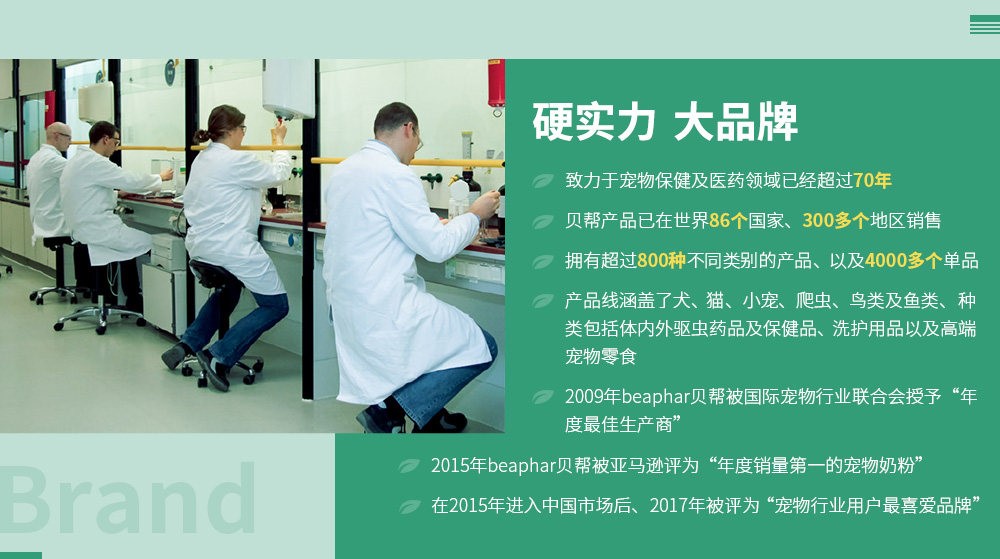 硬实力 大品牌
致力于宠物保健及医药领域已经超过70年
贝帮产品已在世界86个国家、300多个地区销售
拥有超过800种不同类别的产品、以及4000多个单品
产品线涵盖了犬、猫、小宠、爬虫、鸟类及鱼类、种
类包括体内外驱虫药品及保健品、洗护用品以及高端
宠物零食
2009年beaphar贝帮被国际宠物行业联合会授予“年
度最佳生产商”
2015年beaphar贝帮被亚马逊评为“年度销量第一的宠物奶粉”
在2015年进入中国市场后、2017年被评为“宠物行业用户最喜爱品牌”
Brand